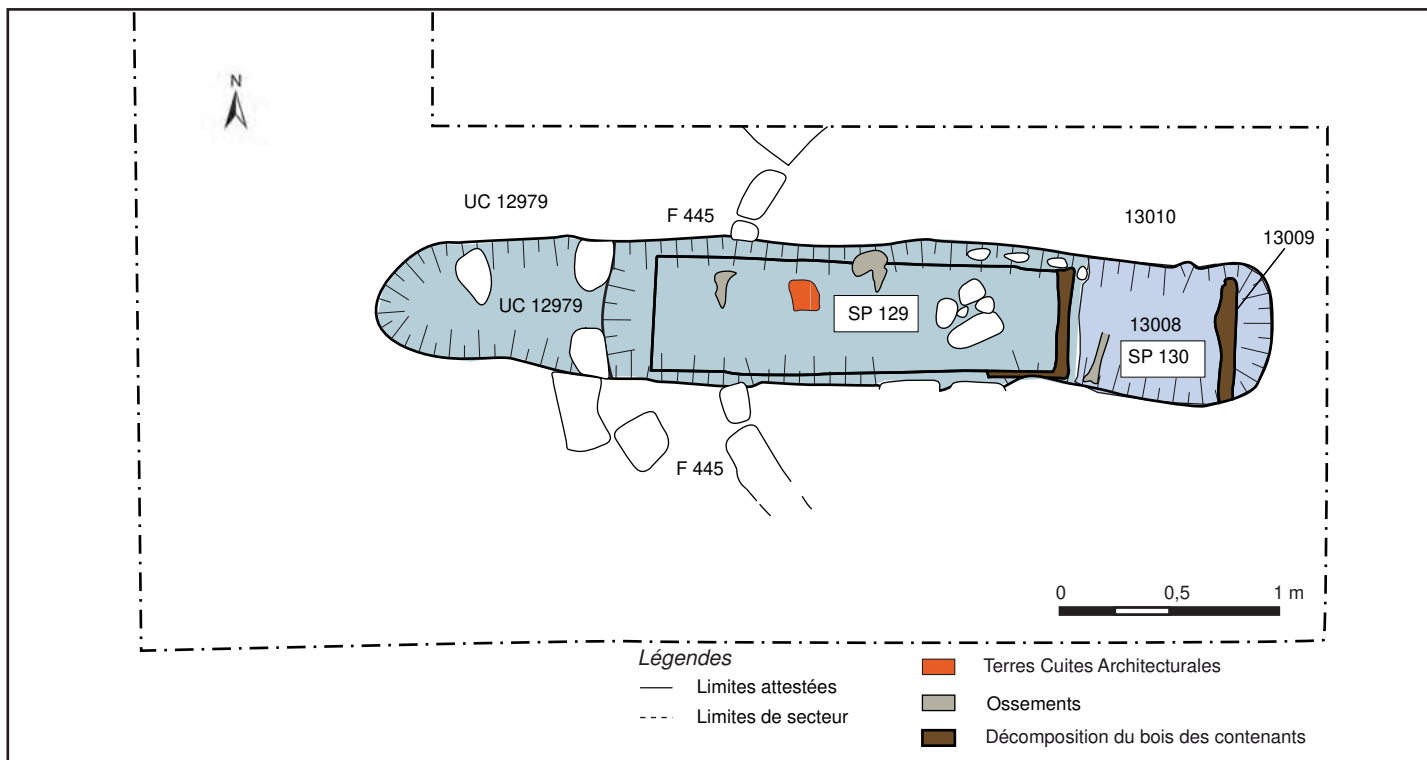 N
UC 12979
F 445
13010
13009
UC 12979
SP 129
13008
SP 130
F 445
0 0,5 1 m
Légendes
Limites attestées
Limites de secteur
Terres Cuites Architecturales
Ossements
Décomposition du bois des contenants